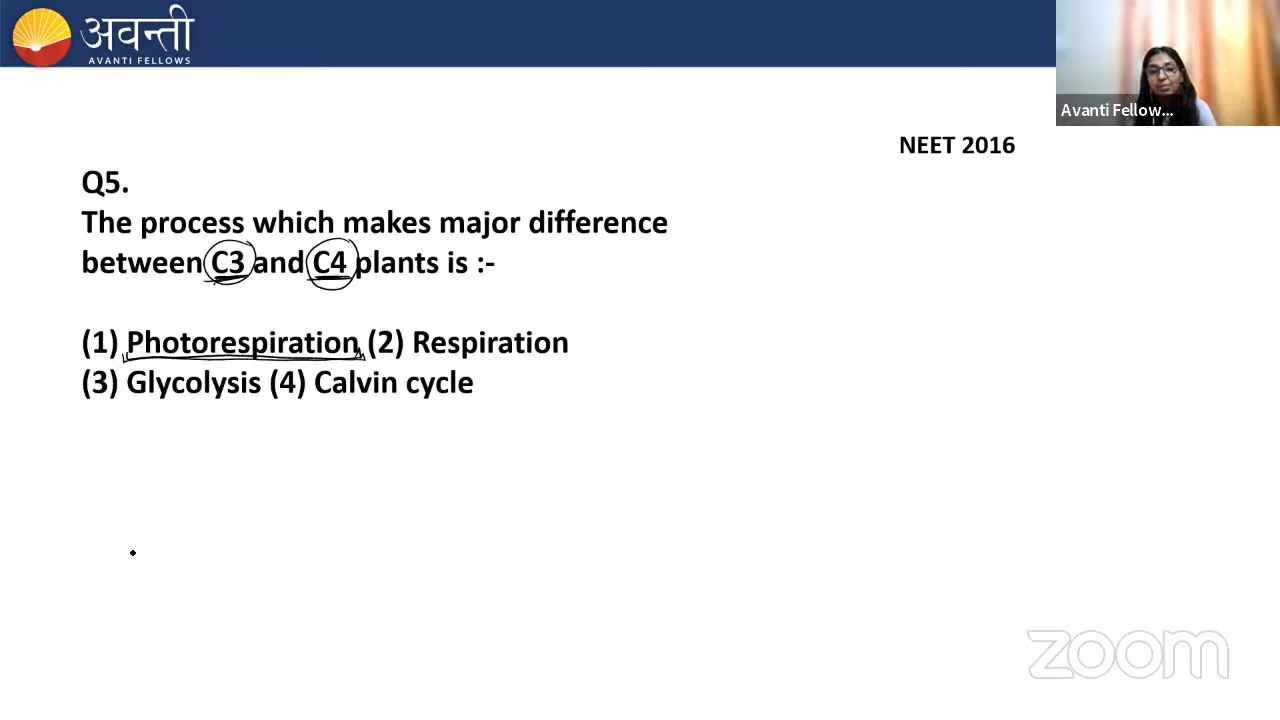 अवन्ती
AVANTI FELLOWS
Avanti Fellow...
NEET 2016
Q5.
The process which makes major difference
between C3 and C4 plants is :-
(1) Photorespiration (2) Respiration
(3) Glycolysis (4) Calvin cycle
zoom